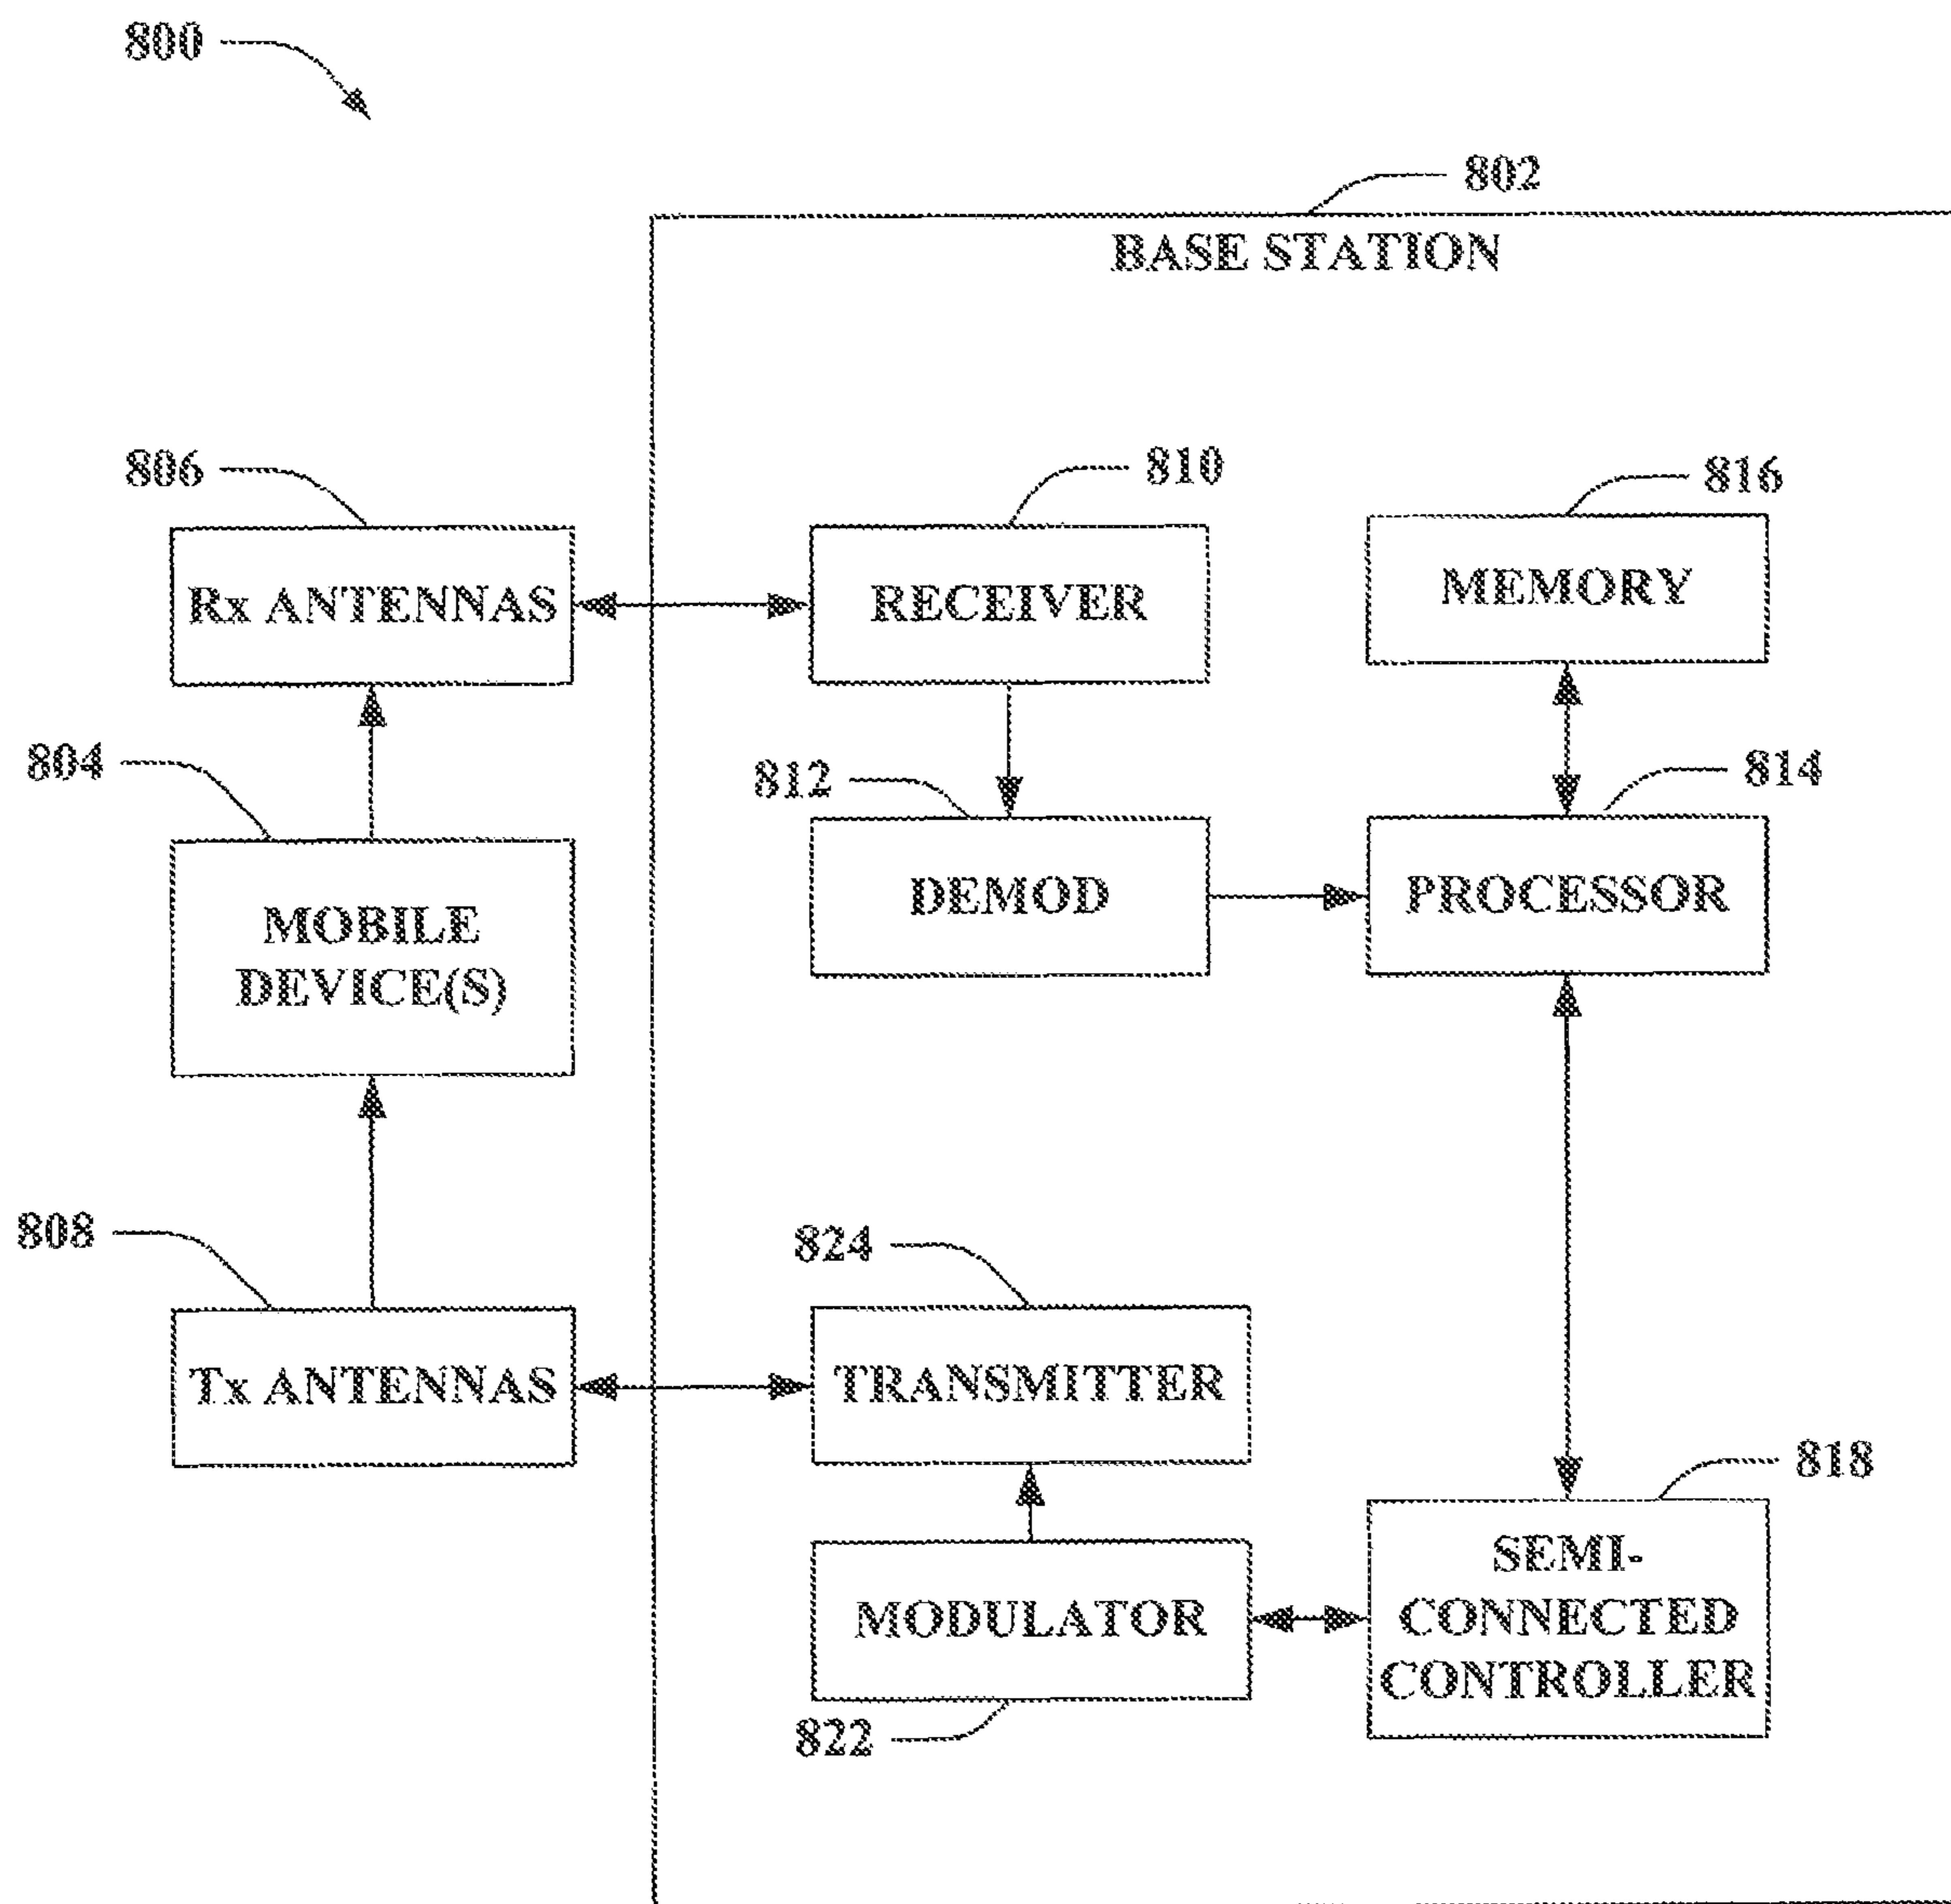 800
802
BASE STATION
806
810
816
Rx ANTENNAS
RECEIVER
MEMORY
804
812
814
MOBILE
DEVICE(S)
DEMOD
PROCESSOR
808
824
Tx ANTENNAS
TRANSMITTER
818
MODULATOR
SEMI-
CONNECTED
CONTROLLER
822